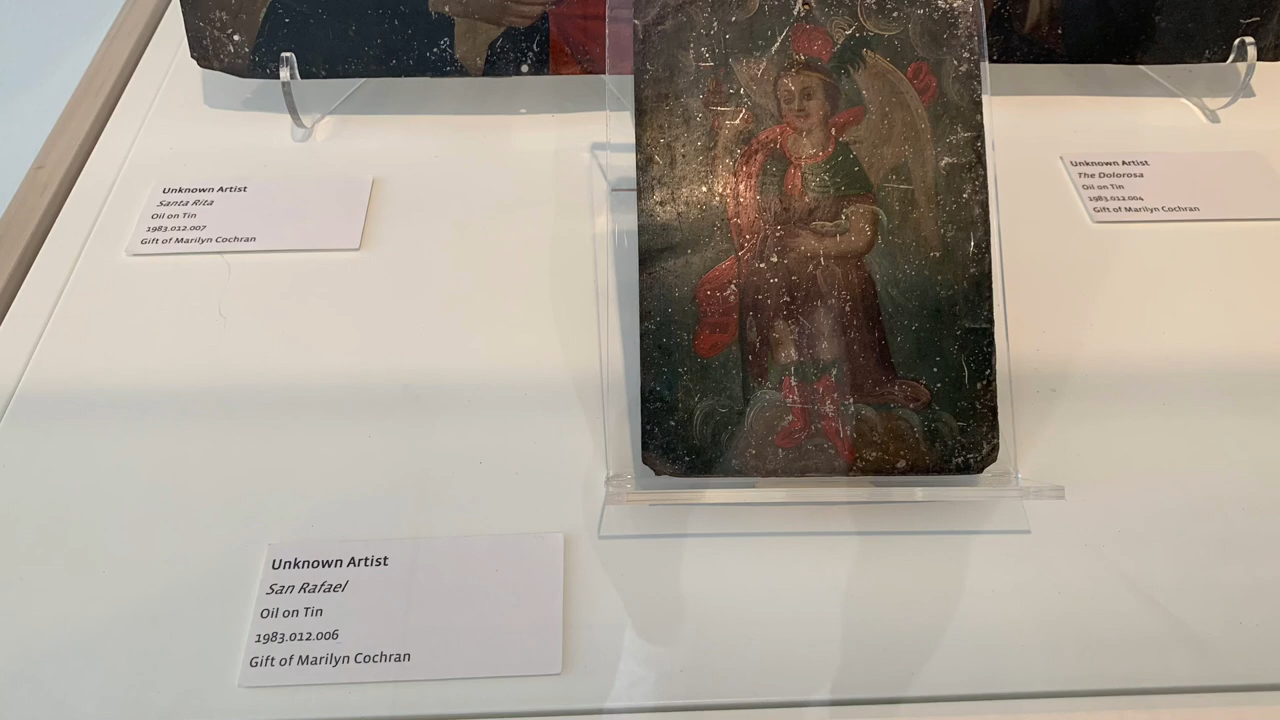 Unknown Artist
Santa Rita
Oil on Tin
1983.012.007
Gift of Marilyn Cochran
Unknown Artist
The Dolorosa
Oil on Tin
1983.012.004
Gift of Marilyn Cochran
Unknown Artist
San Rafael
Oil on Tin
1983.012.006
Gift of Marilyn Cochran